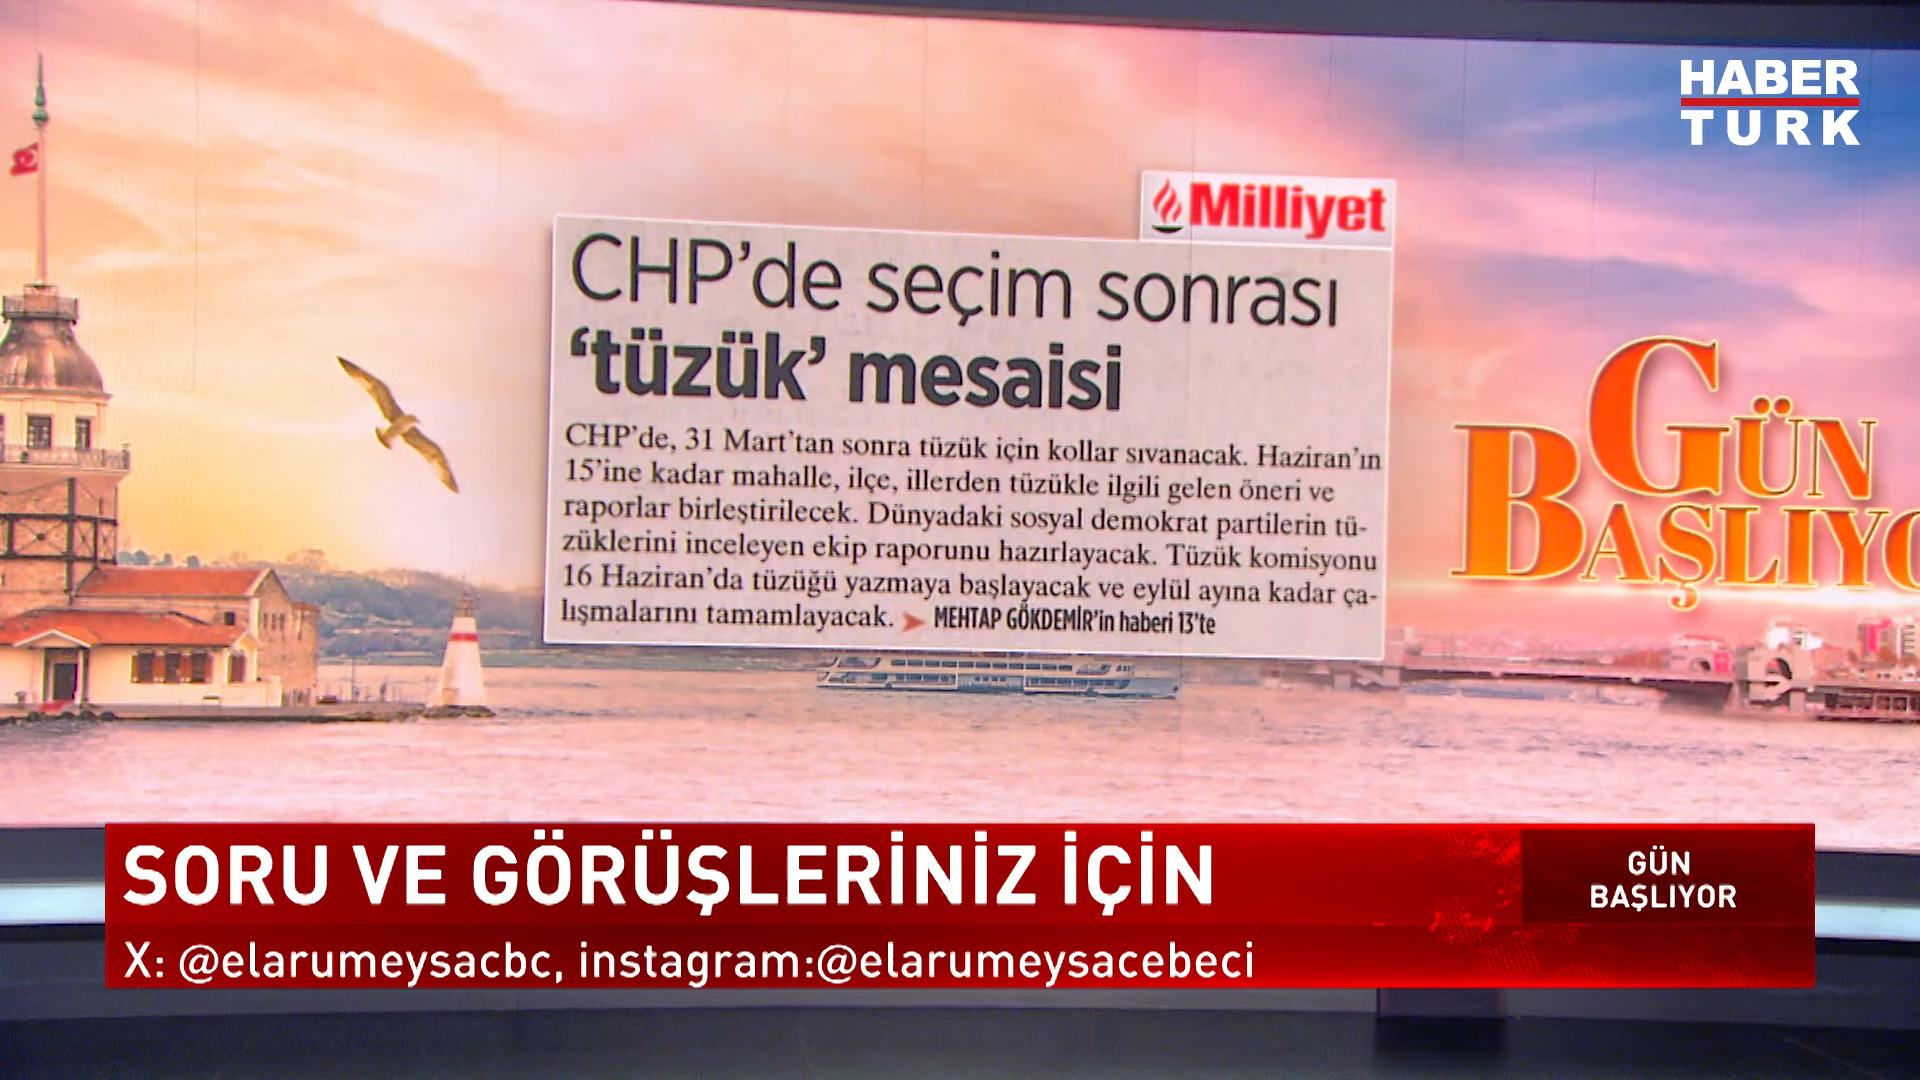 HABER
TURK
Milliyet
CHP'de seçim sonrası
‘tüzük’ mesaisi
CHP'de, 31 Mart'tan sonra tüzük için kollar sıvanacak. Haziran'ın
15'ine kadar mahalle, ilçe, illerden tüzükle ilgili gelen öneri ve
raporlar birleştirilecek. Dünyadaki sosyal demokrat partilerin tü-
züklerini inceleyen ekip raporunu hazırlayacak. Tüzük komisyonu
16 Haziran'da tüzüğü yazmaya başlayacak ve eylül ayına kadar ça-
lışmalarını tamamlayacak. ➤ MEHTAP GÖKDEMİR'in haberi 13'te
GÜN
BAŞLIYO
SORU VE GÖRÜŞLERİNİZ İÇİN
X: @elarumeysacbc, instagram:@elarumeysacebeci
GÜN
BAŞLIYOR